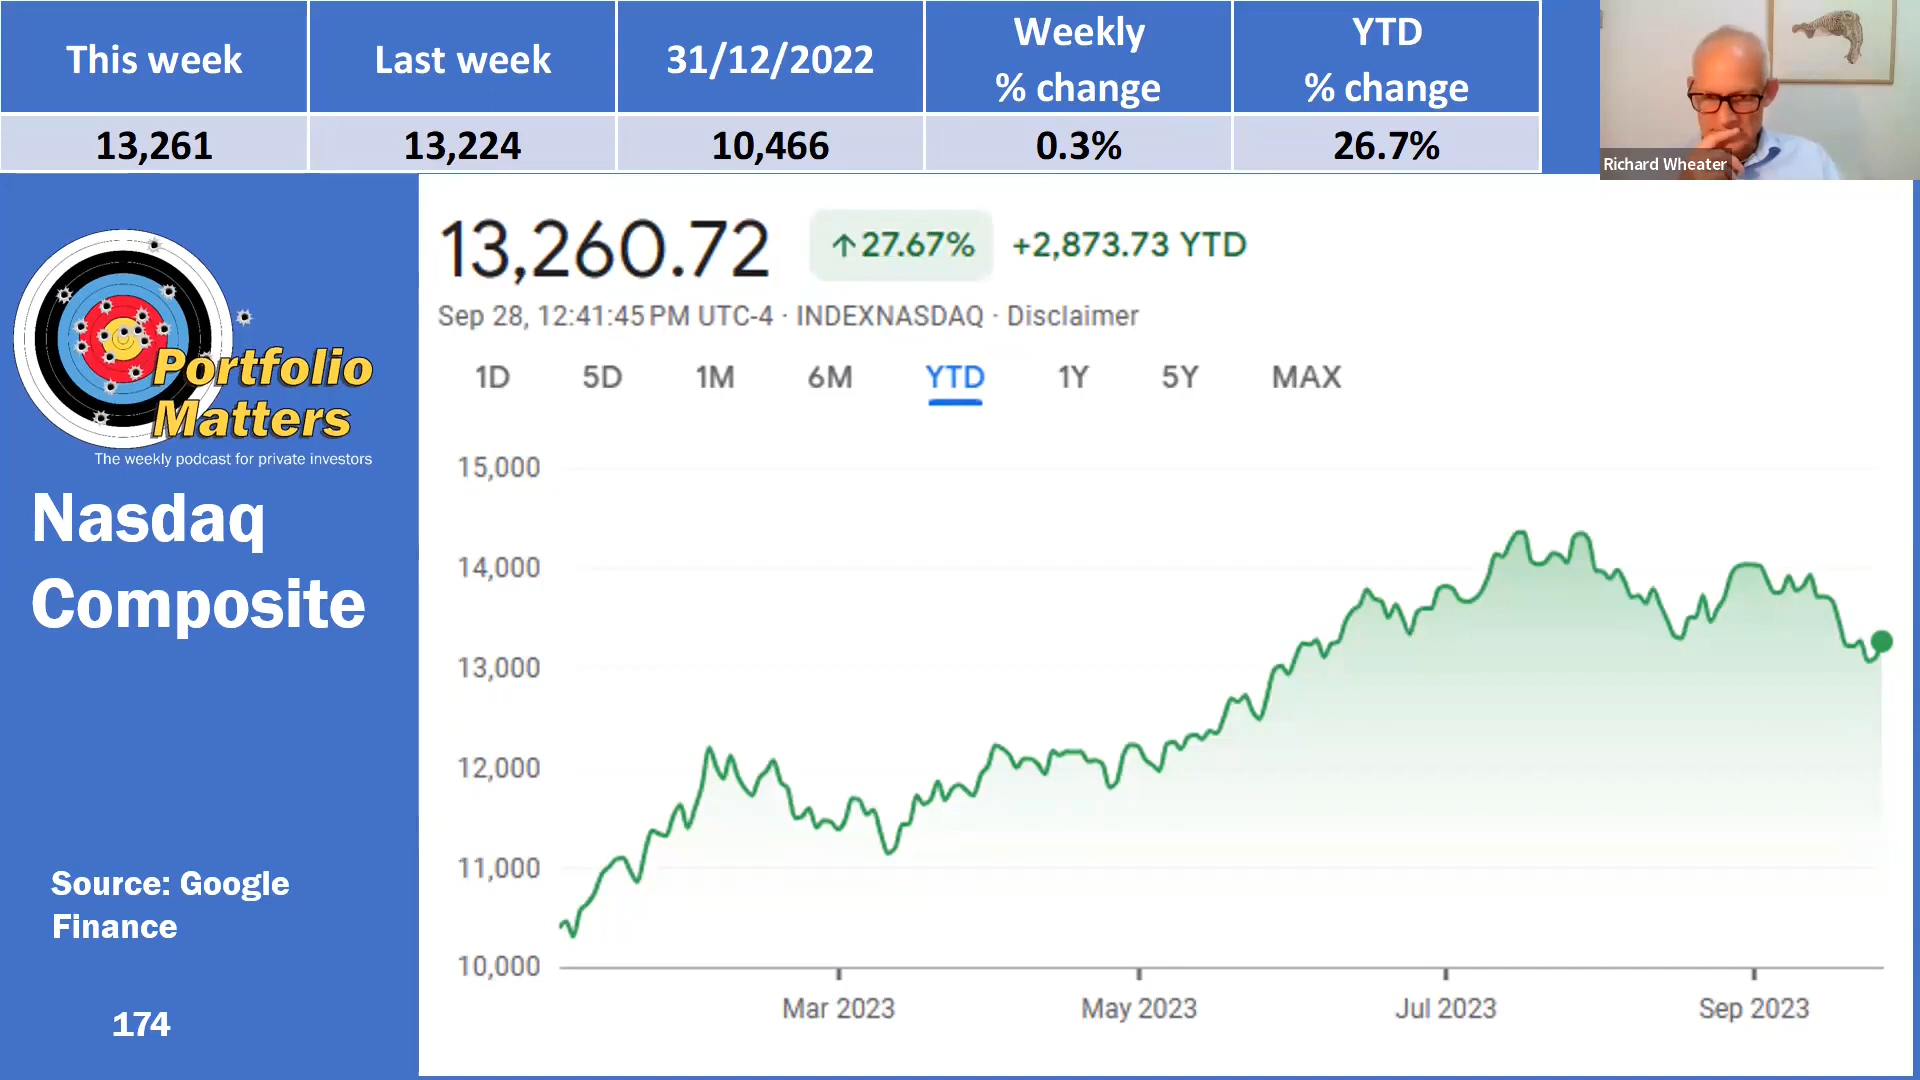 This week
Last week
31/12/2022
Weekly
% change
YTD
% change
13,261
13,224
10,466
0.3%
26.7%
Richard Wheater
Portfolio
Matters
The weekly podcast for private investors
Nasdaq
Composite
Source: Google
Finance
174
13,260.72
↑27.67%
+2,873.73 YTD
Sep 28, 12:41:45 PM UTC-4 · INDEXNASDAQ · Disclaimer
1D 5D 1M 6M YTD 1Y 5Y MAX
15,000
14,000
13,000
12,000
11,000
10,000
Mar 2023 May 2023 Jul 2023 Sep 2023